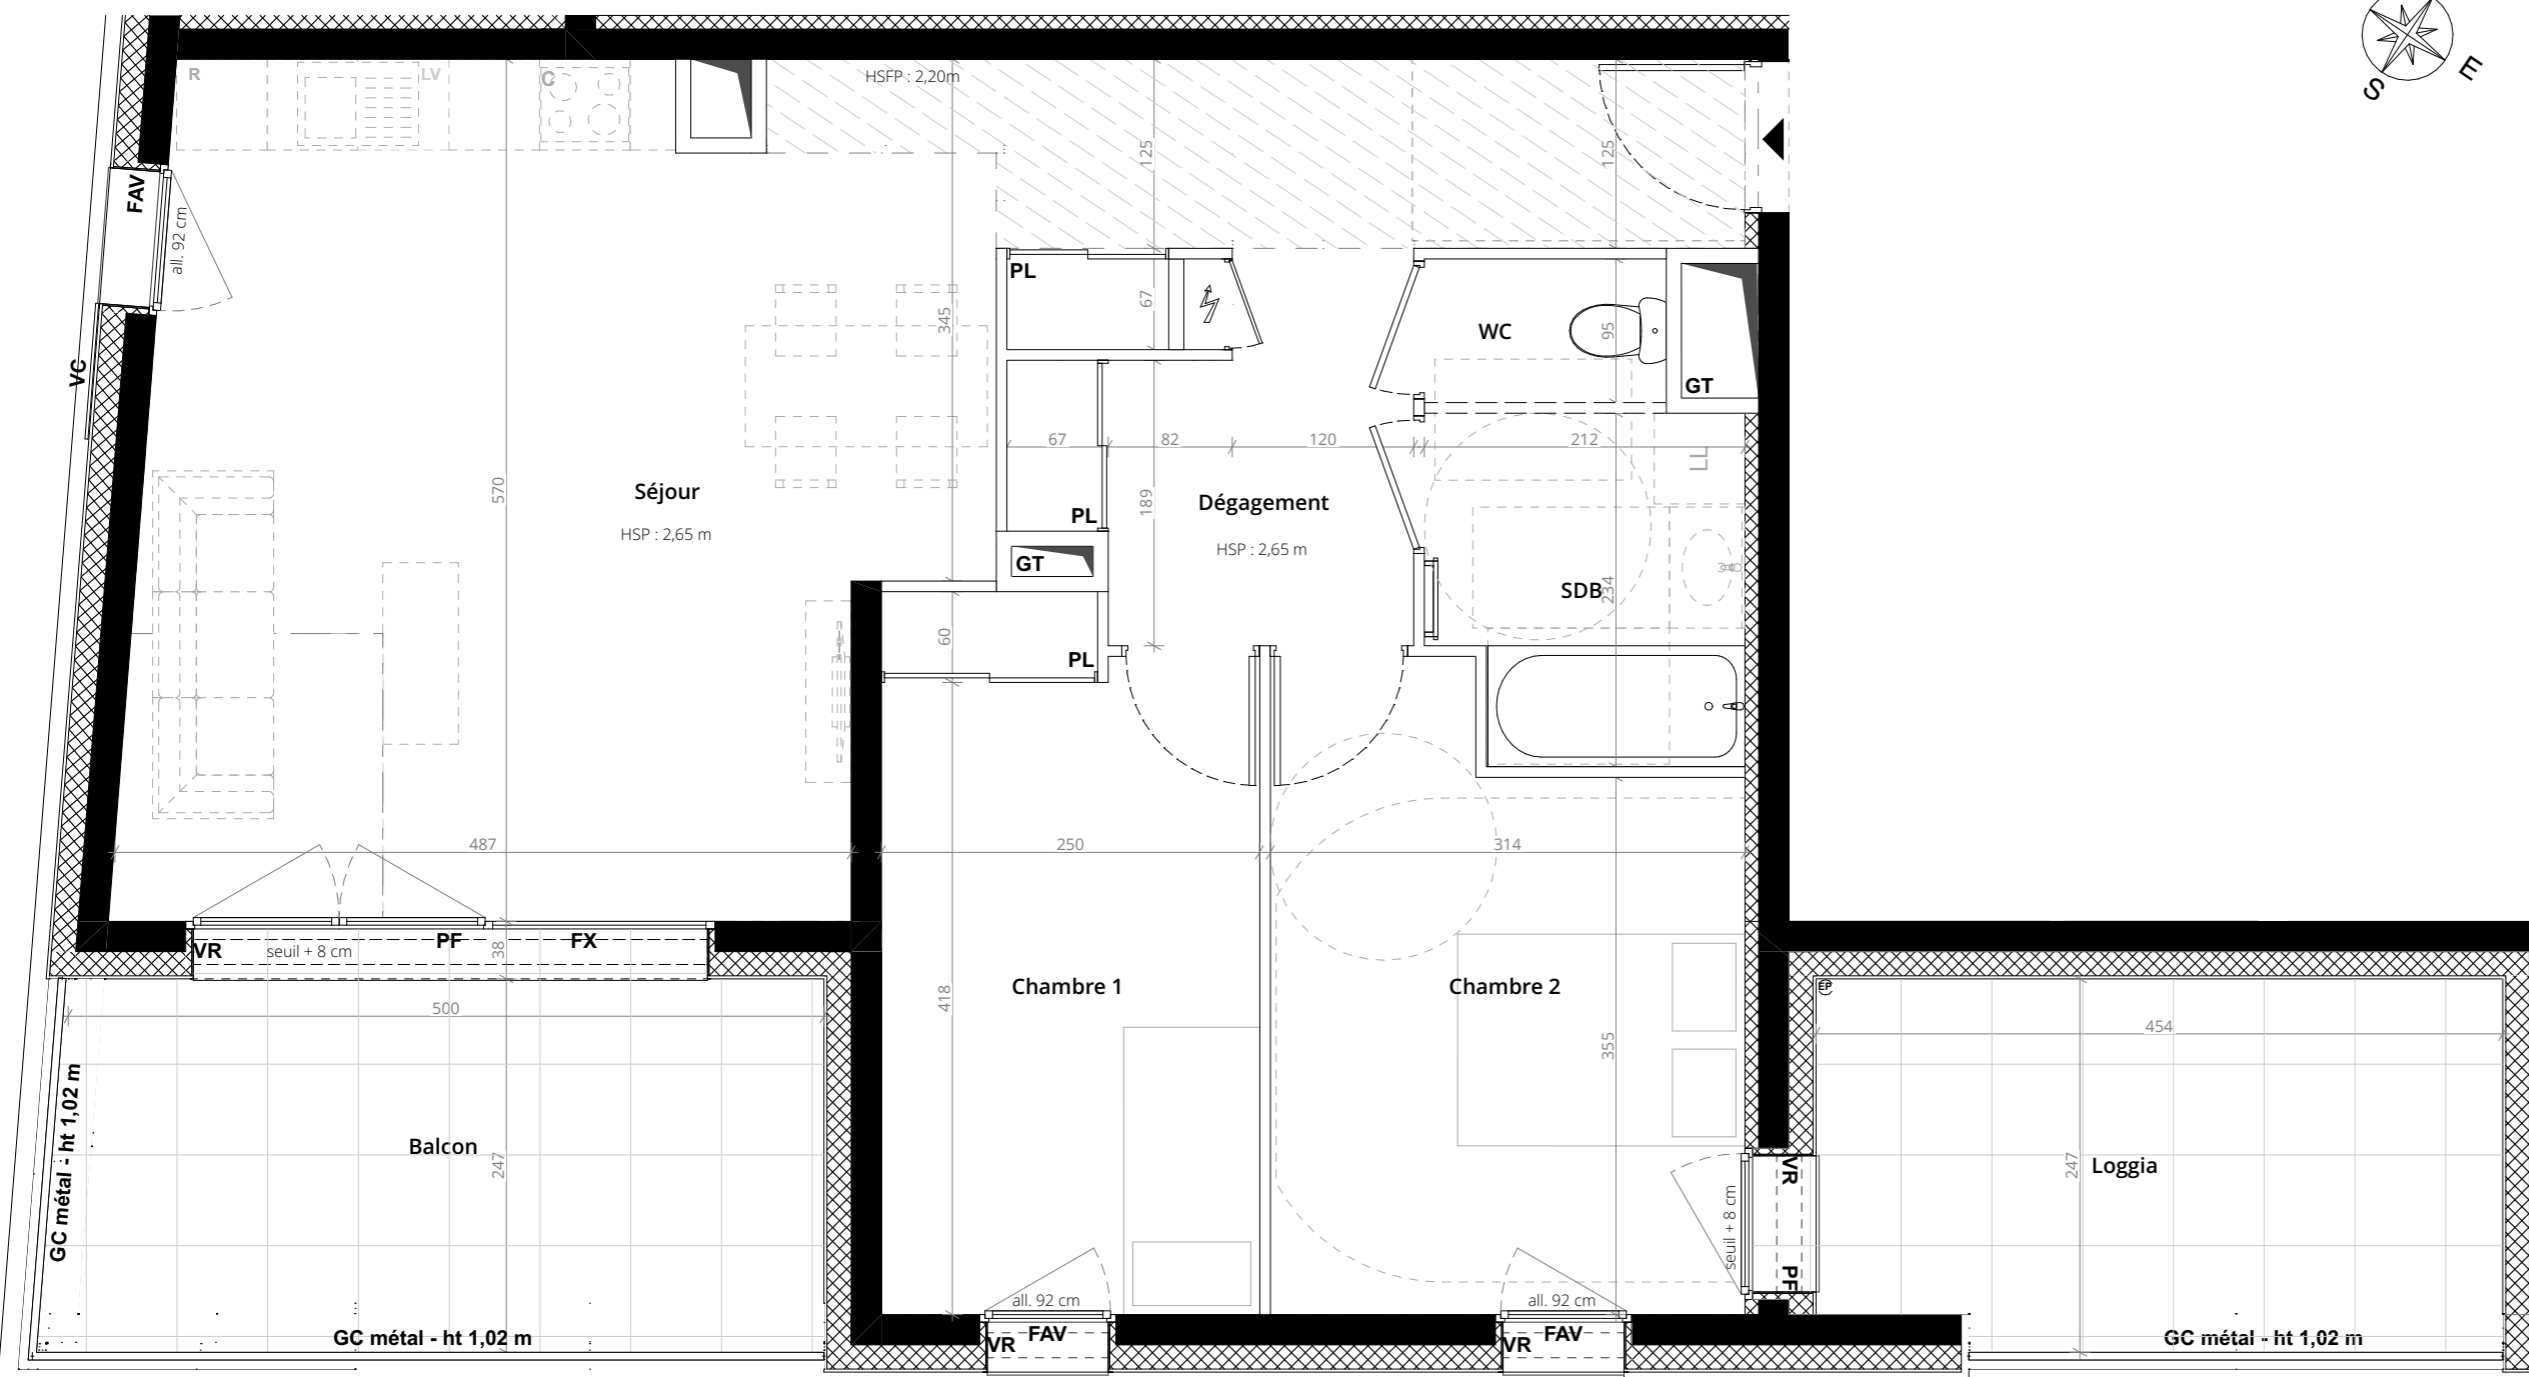 S
E
R
LV
C
HSFP : 2,20m
125
125
FAV
all. 92 cm
VC
PL
67
345
WC
95
GT
67
82
120
212
LL
570
Séjour
HSP : 2,65 m
PL
189
Dégagement
HSP : 2,65 m
GT
SDB
234
60
PL
487
250
314
VR
seuil + 8 cm
PF
FX
38
500
Chambre 1
418
Chambre 2
355
EP
454
GC métal - ht 1,02 m
Balcon
247
VR
seuil + 8 cm
PF
247
Loggia
all. 92 cm
VR
FAV
all. 92 cm
VR
FAV
GC métal - ht 1,02 m
GC métal - ht 1,02 m